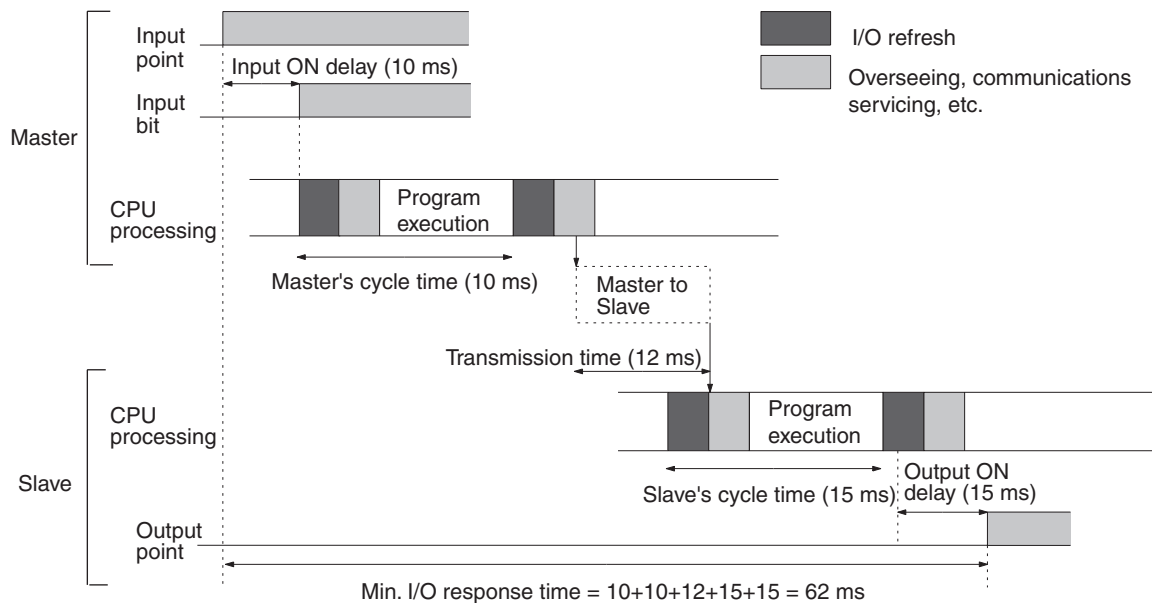 Input
point
Input ON delay (10 ms)
Input
bit
Master
CPU
processing
Program
execution
Master's cycle time (10 ms)
Master to
Slave
Transmission time (12 ms)
I/O refresh
Overseeing, communications
servicing, etc.
Slave
CPU
processing
Program
execution
Slave's cycle time (15 ms)
Output ON
delay (15 ms)
Output
point
Min. I/O response time = 10+10+12+15+15 = 62 ms